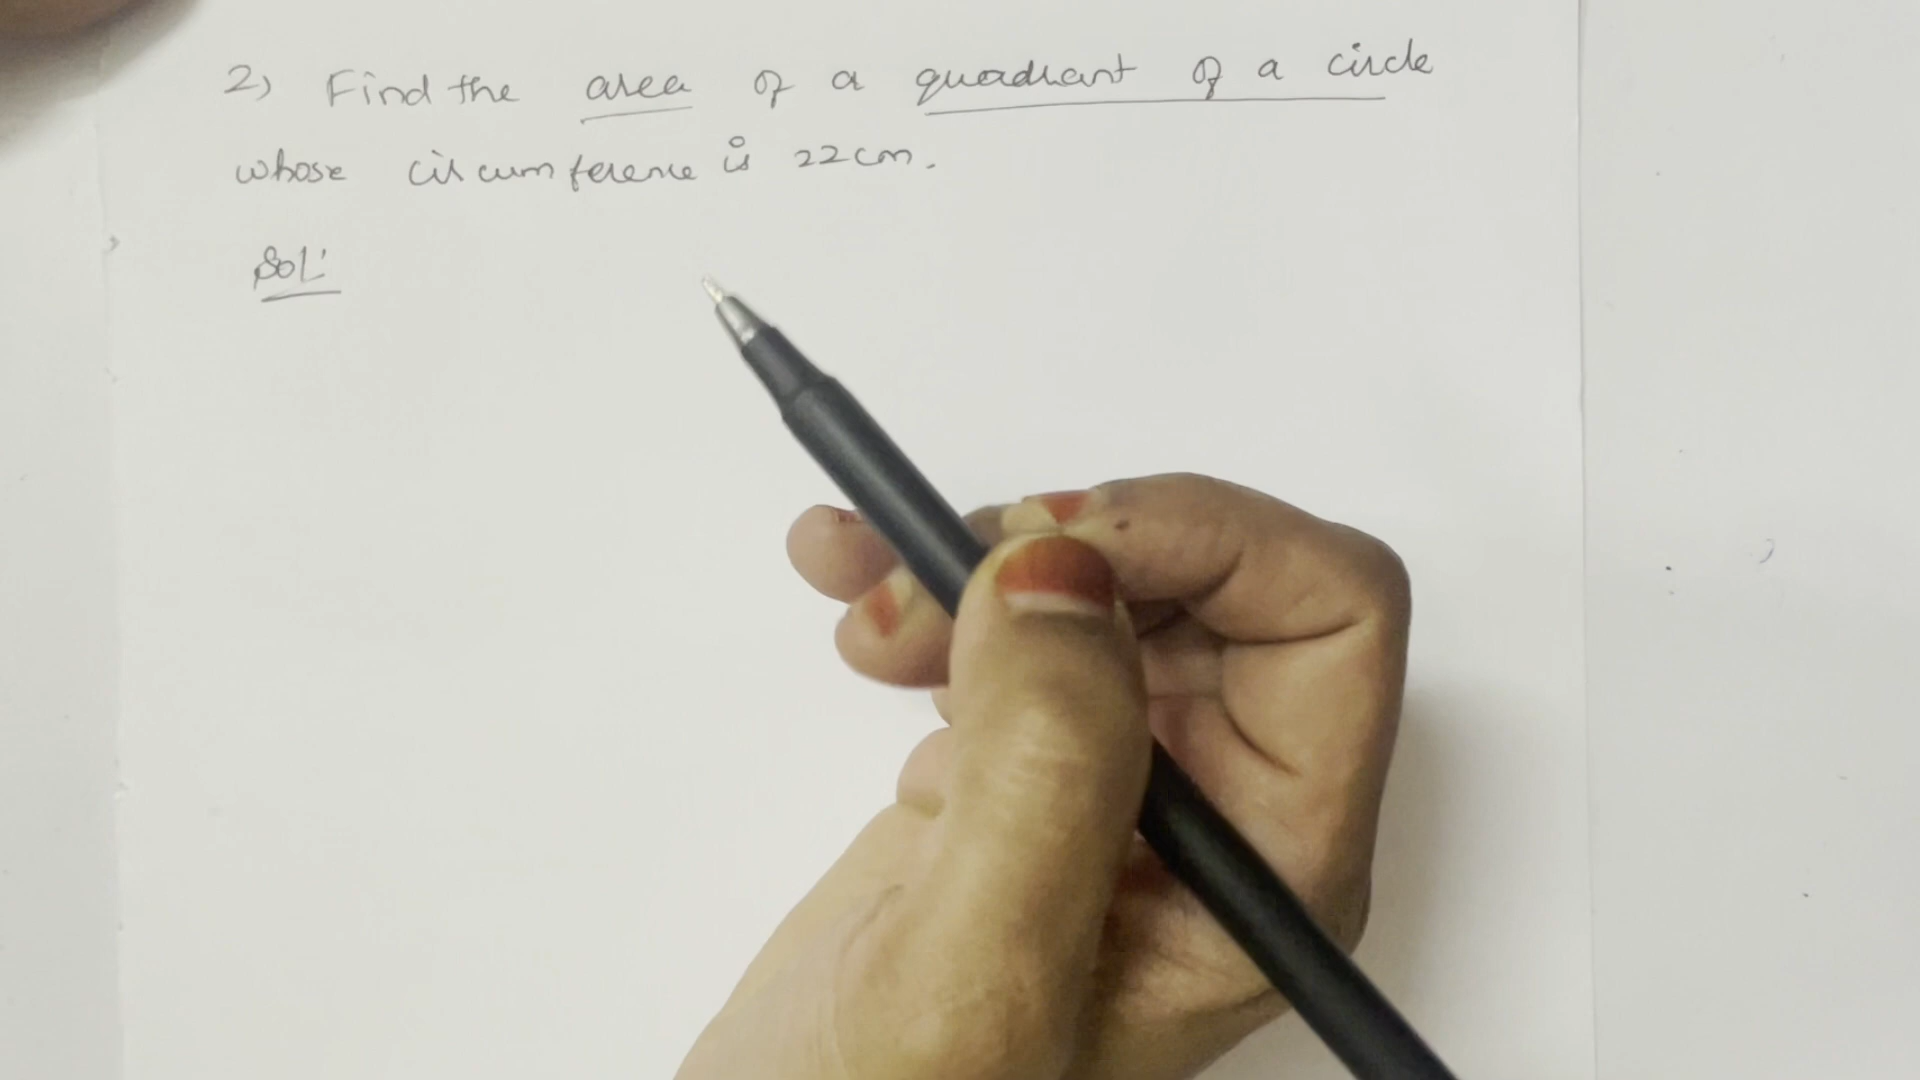 2) Find the area of a quadrant of a circle
whose circumference is 22cm.
Sol: